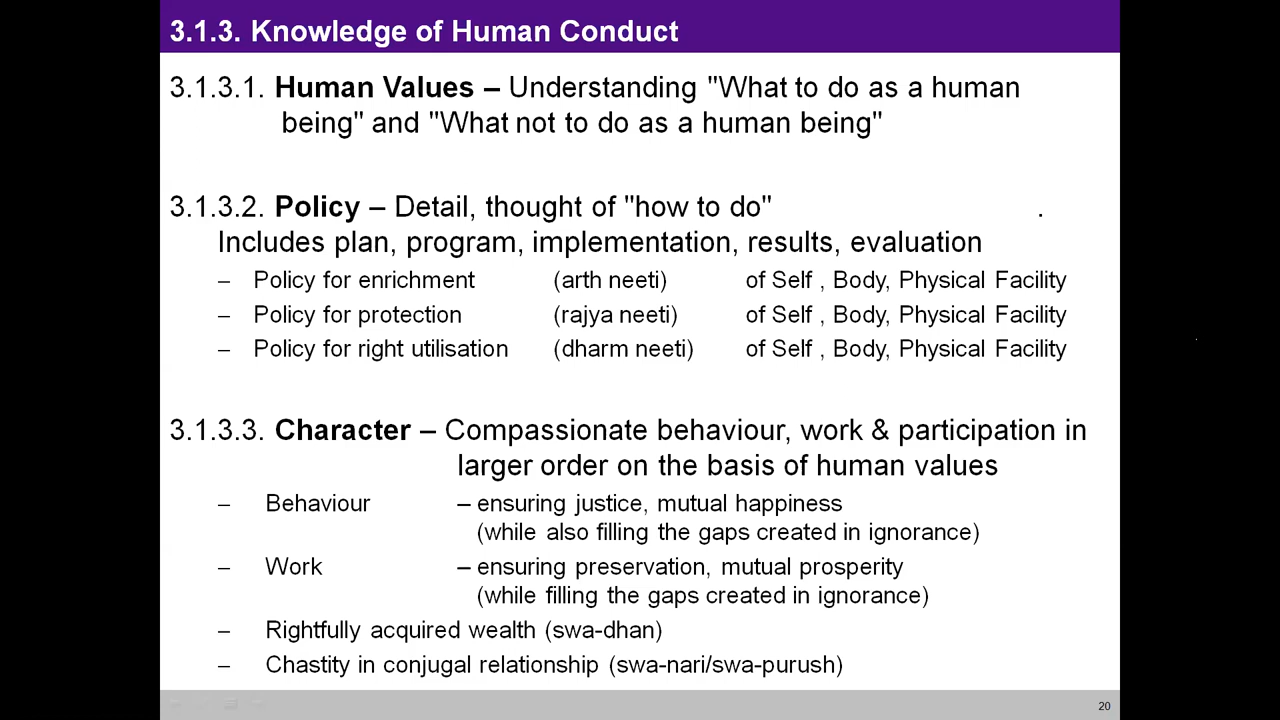 3.1.3. Knowledge of Human Conduct
3.1.3.1. Human Values – Understanding "What to do as a human
being" and "What not to do as a human being"
3.1.3.2. Policy – Detail, thought of "how to do" .
Includes plan, program, implementation, results, evaluation
– Policy for enrichment (arth neeti) of Self , Body, Physical Facility
– Policy for protection (rajya neeti) of Self , Body, Physical Facility
– Policy for right utilisation (dharm neeti) of Self , Body, Physical Facility
3.1.3.3. Character – Compassionate behaviour, work & participation in
larger order on the basis of human values
– Behaviour – ensuring justice, mutual happiness
(while also filling the gaps created in ignorance)
– Work – ensuring preservation, mutual prosperity
(while filling the gaps created in ignorance)
– Rightfully acquired wealth (swa-dhan)
– Chastity in conjugal relationship (swa-nari/swa-purush)
20